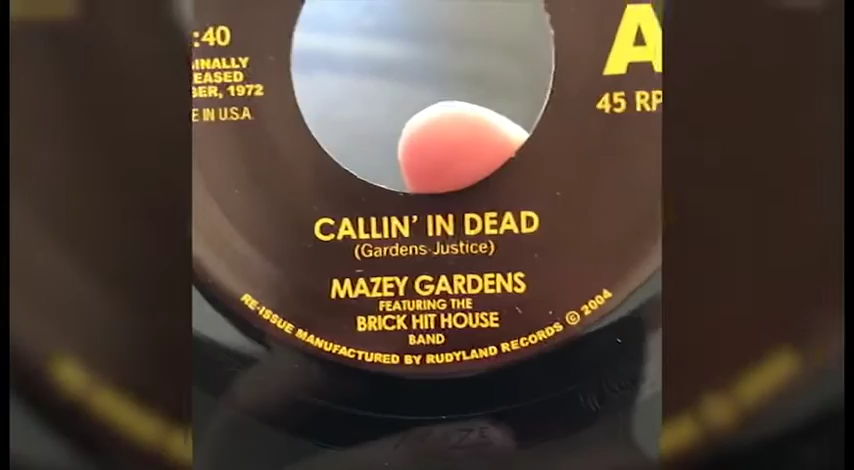 :40
INALLY
EASED
BER, 1972
E IN U.S.A.
A
45 RP
CALLIN' IN DEAD
(Gardens-Justice)
MAZEY GARDENS
FEATURING THE
BRICK HIT HOUSE
BAND
RE-ISSUE MANUFACTURED BY RUDYLAND RECORDS © 2004